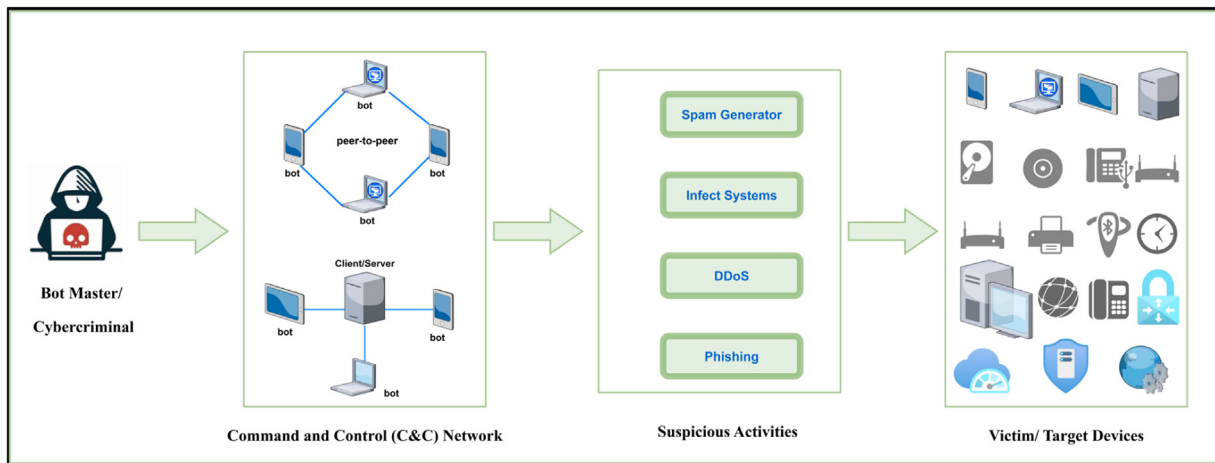 Bot Master/
Cybercriminal
bot
peer-to-peer
bot
bot
bot
Client/Server
bot
bot
bot
Command and Control (C&C) Network
Spam Generator
Infect Systems
DDoS
Phishing
Suspicious Activities
Victim/ Target Devices